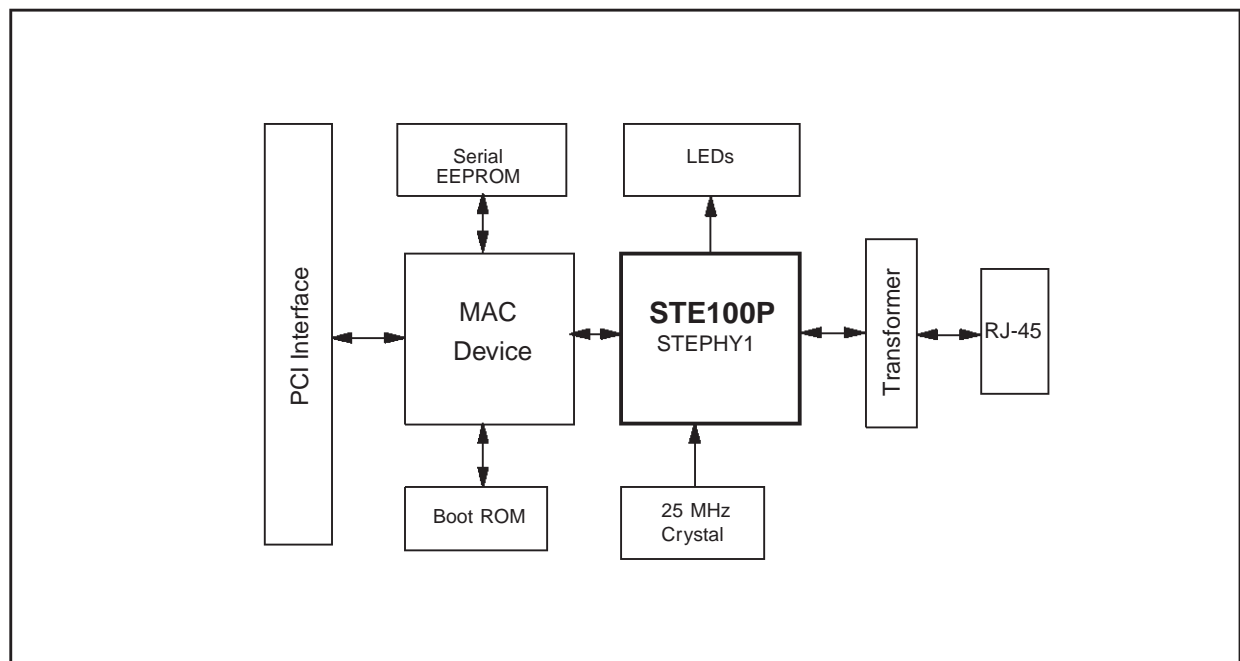 PCI Interface
Serial
EEPROM
LEDs
MAC
Device
STE100P
STEPHY1
Transformer
RJ-45
Boot ROM
25 MHz
Crystal